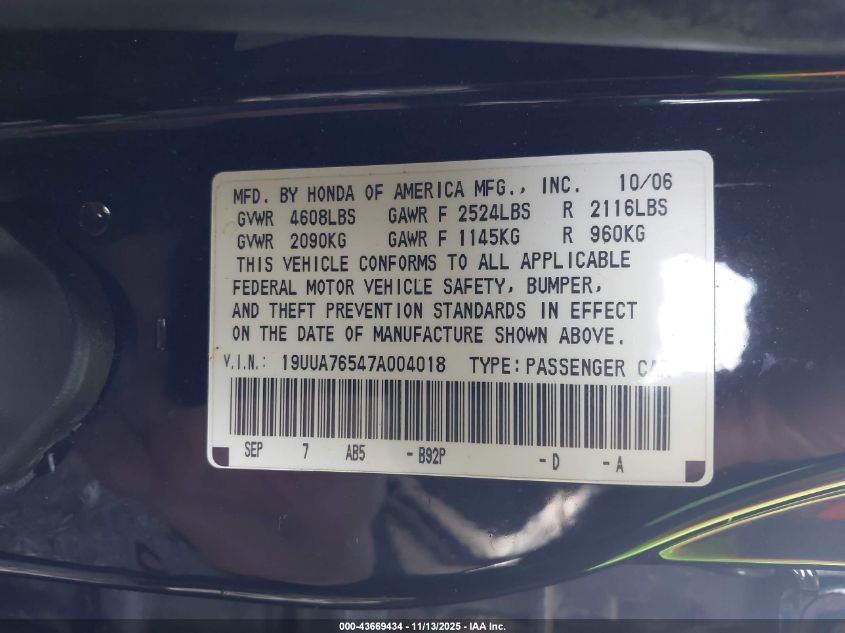 MFD. BY HONDA OF AMERICA MFG., INC. 10/06
GVWR 4608LBS GAWR F 2524LBS R 2116LBS
GVWR 2090KG GAWR F 1145KG R 960KG
THIS VEHICLE CONFORMS TO ALL APPLICABLE
FEDERAL MOTOR VEHICLE SAFETY, BUMPER,
AND THEFT PREVENTION STANDARDS IN EFFECT
ON THE DATE OF MANUFACTURE SHOWN ABOVE.
V.I.N.: 19UUA76547A004018 TYPE: PASSENGER
SEP 7 AB5 - B92P - D - A
000-43669434 | 11/13/2025 | IAA Inc.